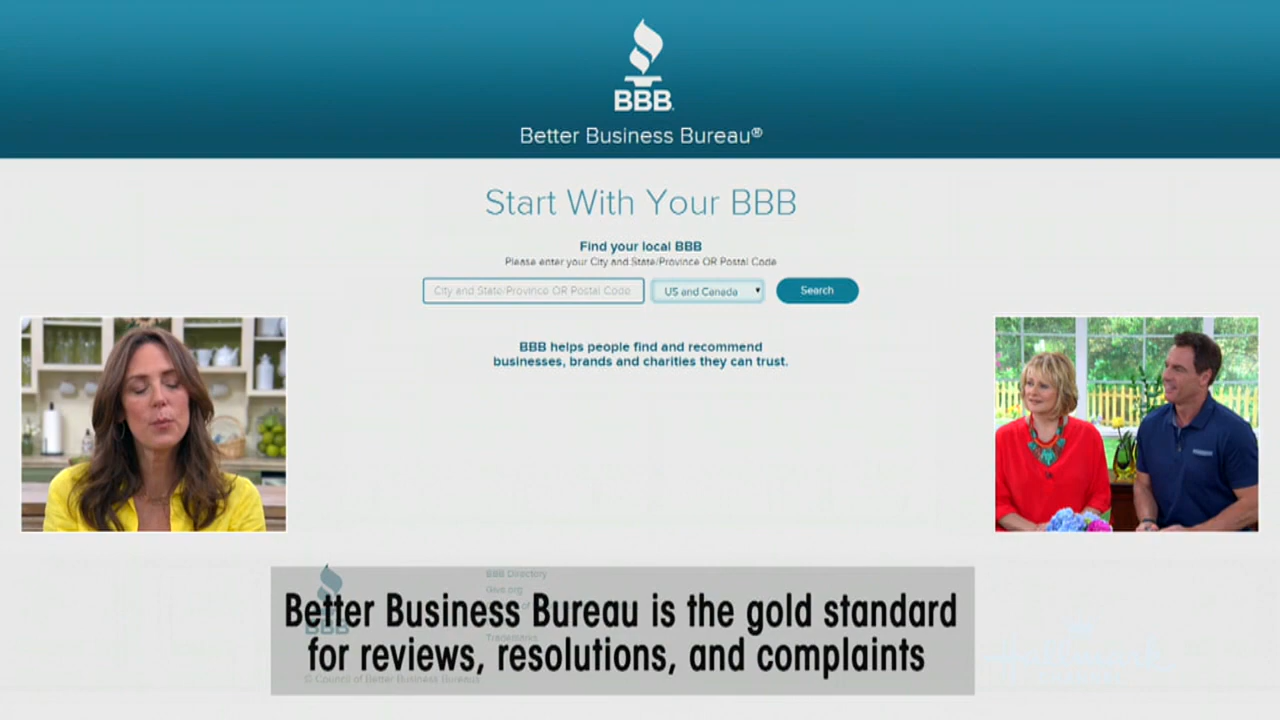 BBB.
Better Business Bureau®
Start With Your BBB
Find your local BBB
Please enter your City and State/Province OR Postal Code
City and State/Province OR Postal Code
US and Canada
Search
BBB helps people find and recommend
businesses, brands and charities they can trust.
BBB Directory
Give.org
Better Business Bureau is the gold standard
BBB
Trademarks
for reviews, resolutions, and complaints
© Council of Better Business Bureaus
Hallmark